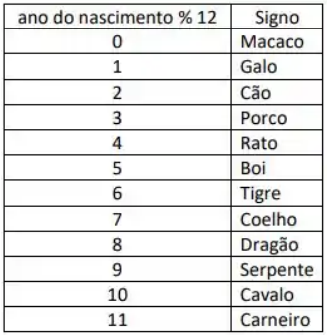 ano do nascimento % 12 Signo
0 Macaco
1 Galo
2 Cão
3 Porco
4 Rato
5 Boi
6 Tigre
7 Coelho
8 Dragão
9 Serpente
10 Cavalo
11 Carneiro